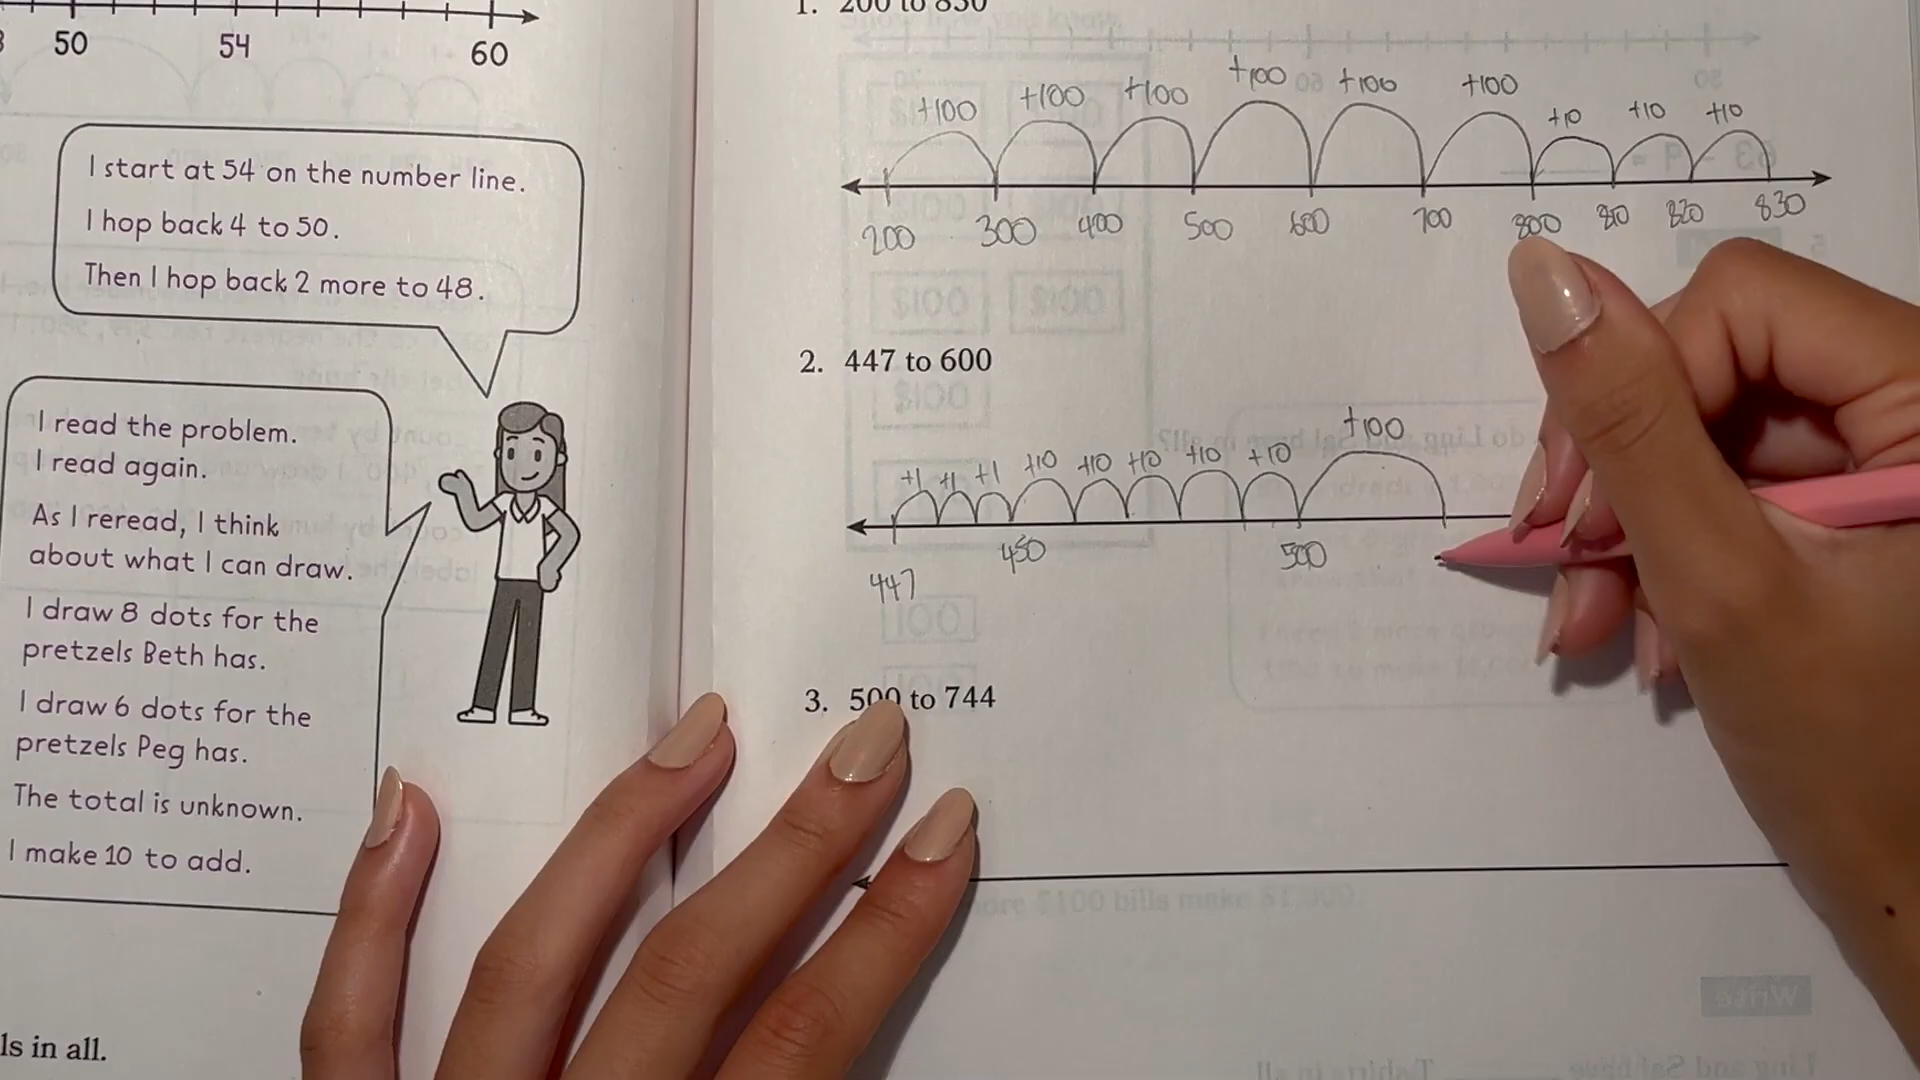 50 54 60
I start at 54 on the number line.
I hop back 4 to 50.
Then I hop back 2 more to 48.
I read the problem.
I read again.
As I reread, I think
about what I can draw.
I draw 8 dots for the
pretzels Beth has.
I draw 6 dots for the
pretzels Peg has.
The total is unknown.
I make 10 to add.
ls in all.
1. 200 to 830
+100 +100 +100 +100 +100 +100 +10 +10 +10
200 300 400 500 600 700 800 810 820 830
2. 447 to 600
+1 +1 +1 +10 +10 +10 +10 +10 +100
447 450 500
3. 500 to 744